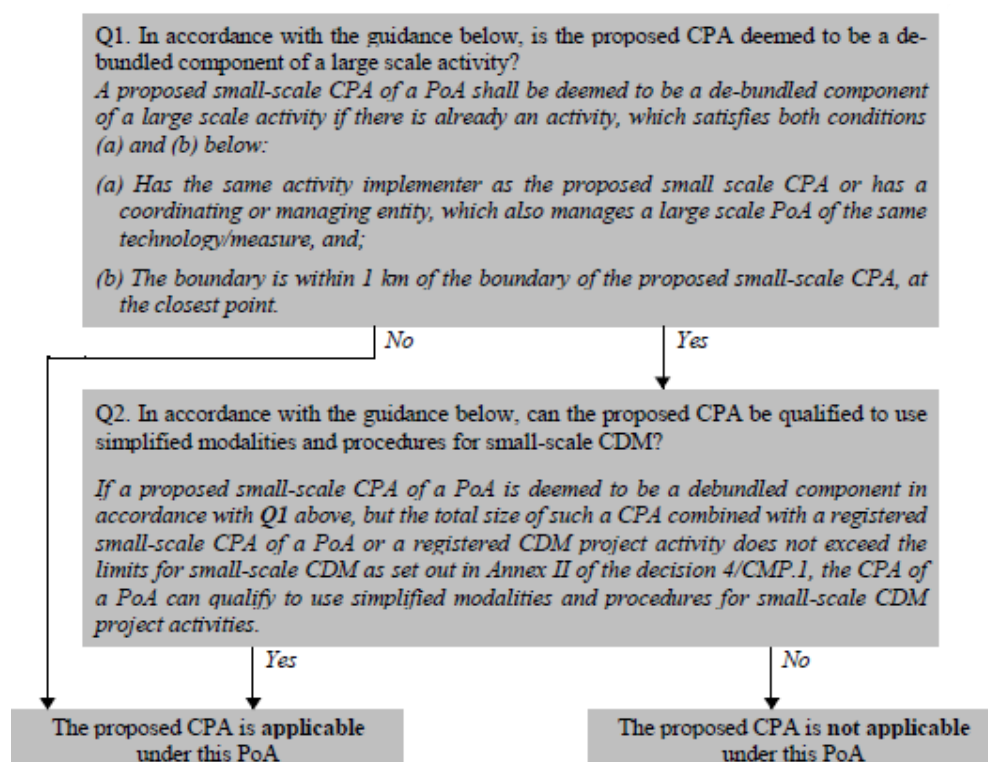 Q1. In accordance with the guidance below, is the proposed CPA deemed to be a de-
bundled component of a large scale activity?
A proposed small-scale CPA of a PoA shall be deemed to be a de-bundled component
of a large scale activity if there is already an activity, which satisfies both conditions
(a) and (b) below:
(a) Has the same activity implementer as the proposed small scale CPA or has a
coordinating or managing entity, which also manages a large scale PoA of the same
technology/measure, and;
(b) The boundary is within 1 km of the boundary of the proposed small-scale CPA, at
the closest point.
No
Yes
Q2. In accordance with the guidance below, can the proposed CPA be qualified to use
simplified modalities and procedures for small-scale CDM?
If a proposed small-scale CPA of a PoA is deemed to be a debundled component in
accordance with Q1 above, but the total size of such a CPA combined with a registered
small-scale CPA of a PoA or a registered CDM project activity does not exceed the
limits for small-scale CDM as set out in Annex II of the decision 4/CMP.1, the CPA of
a PoA can qualify to use simplified modalities and procedures for small-scale CDM
project activities.
Yes
No
The proposed CPA is applicable
under this PoA
The proposed CPA is not applicable
under this PoA